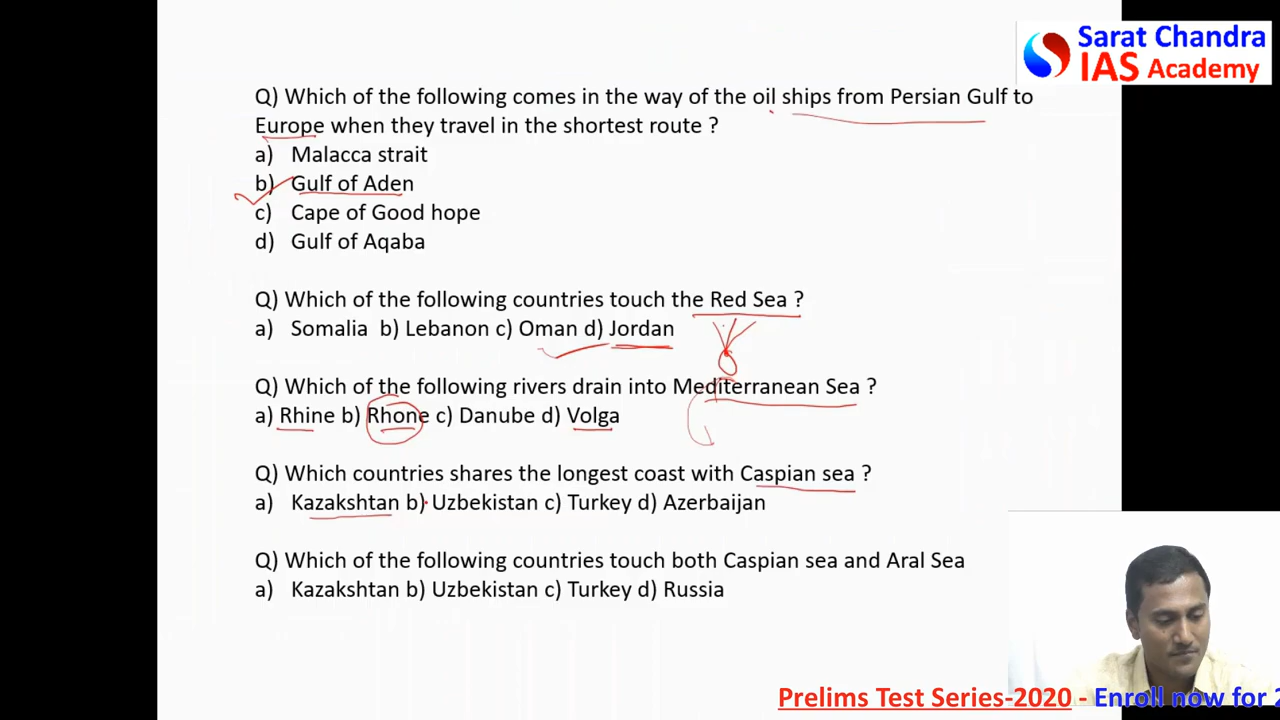 Sarat Chandra
IAS Academy
Q) Which of the following comes in the way of the oil ships from Persian Gulf to
Europe when they travel in the shortest route ?
a) Malacca strait
b) Gulf of Aden
c) Cape of Good hope
d) Gulf of Aqaba
Q) Which of the following countries touch the Red Sea ?
a) Somalia b) Lebanon c) Oman d) Jordan
Q) Which of the following rivers drain into Mediterranean Sea ?
a) Rhine b) Rhone c) Danube d) Volga
Q) Which countries shares the longest coast with Caspian sea ?
a) Kazakshtan b) Uzbekistan c) Turkey d) Azerbaijan
Q) Which of the following countries touch both Caspian sea and Aral Sea
a) Kazakshtan b) Uzbekistan c) Turkey d) Russia
Prelims Test Series-2020 - Enroll now for